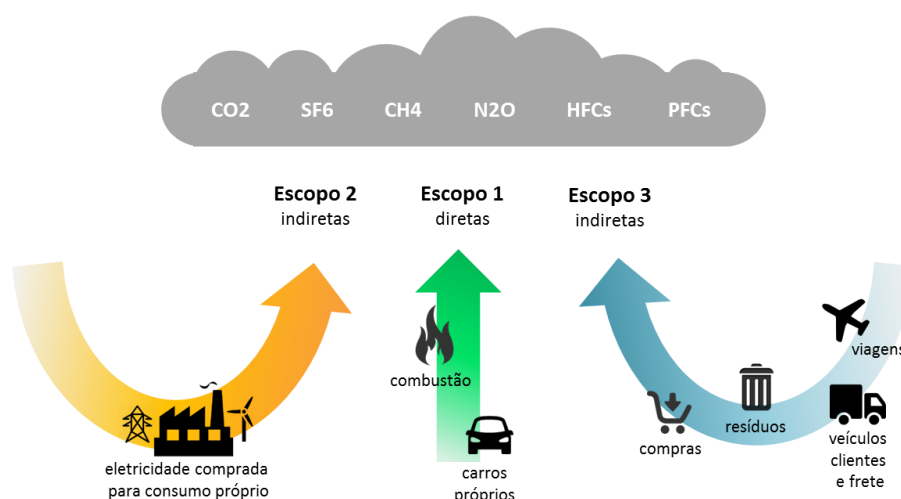 CO2 SF6 CH4 N2O HFCs PFCs
Escopo 2
indiretas
Escopo 1
diretas
Escopo 3
indiretas
eletricidade comprada
para consumo próprio
combustão
carros
próprios
compras
resíduos
viagens
veículos
clientes
e frete